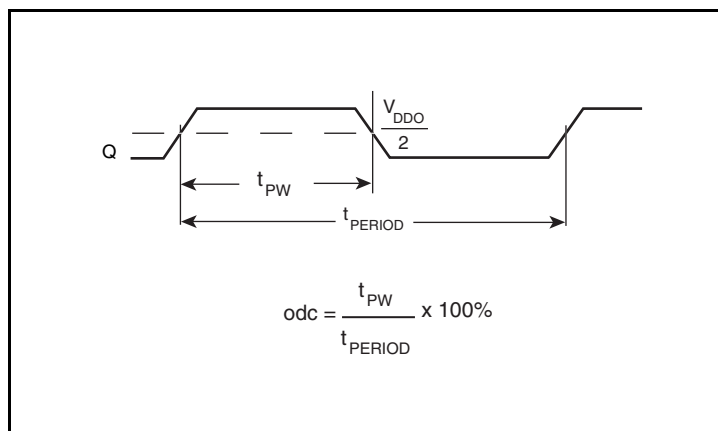 V_DDO
2
Q
t_PW
t_PERIOD
odc = t_PW / t_PERIOD x 100%